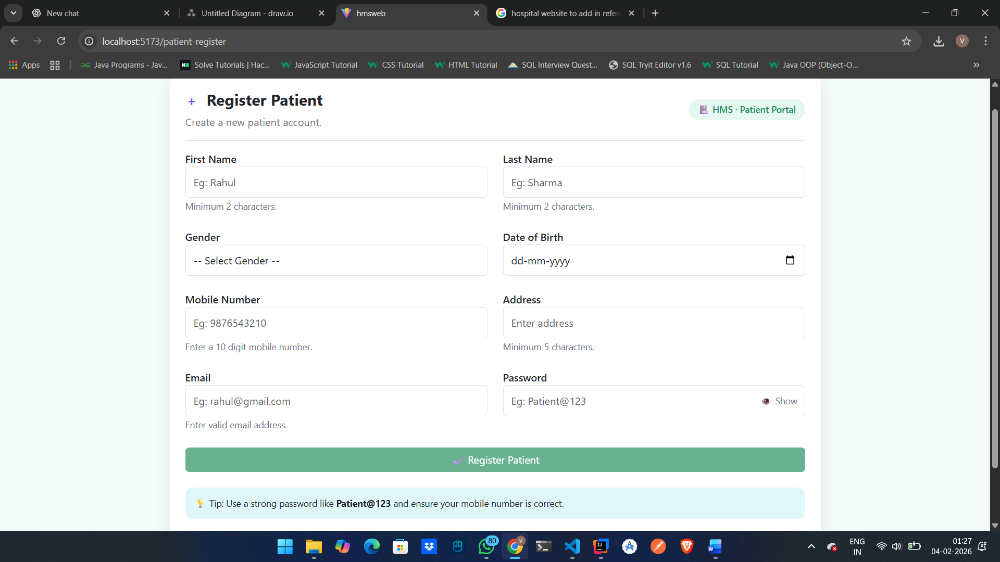 New chat
Untitled Diagram - draw.io
hmsweb
hospital website to add in refere
localhost:5173/patient-register
V
Apps
Java Programs - Jav...
Solve Tutorials | Hac...
JavaScript Tutorial
CSS Tutorial
HTML Tutorial
SQL Interview Quest...
SQL Tryit Editor v1.6
SQL Tutorial
Java OOP (Object-O...
+ Register Patient
HMS · Patient Portal
Create a new patient account.
First Name
Last Name
Eg: Rahul
Eg: Sharma
Minimum 2 characters.
Minimum 2 characters.
Gender
Date of Birth
-- Select Gender --
dd-mm-yyyy
Mobile Number
Address
Eg: 9876543210
Enter address
Enter a 10 digit mobile number.
Minimum 5 characters.
Email
Password
Eg: rahul@gmail.com
Eg: Patient@123
Show
Enter valid email address.
Register Patient
Tip: Use a strong password like Patient@123 and ensure your mobile number is correct.
80
V
ENG
IN
01:27
04-02-2026